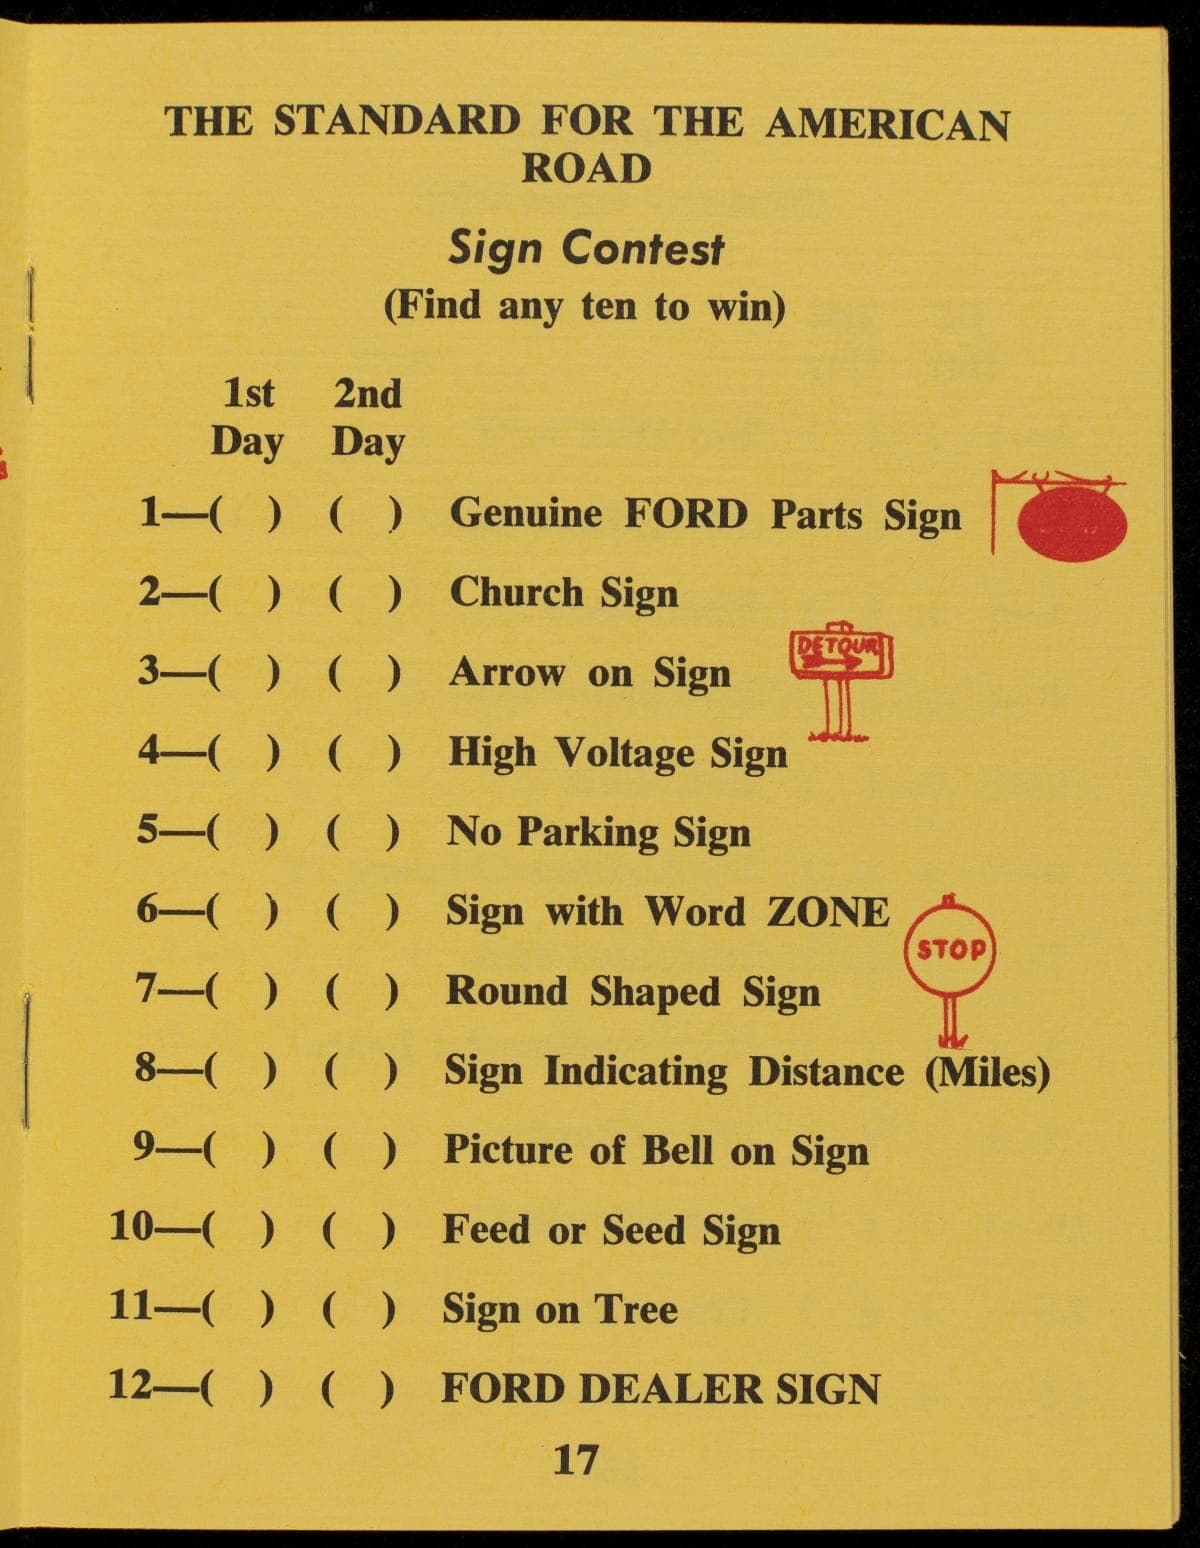 THE STANDARD FOR THE AMERICAN
ROAD
Sign Contest
(Find any ten to win)
1st 2nd
Day Day
1—( ) ( ) Genuine FORD Parts Sign
2—( ) ( ) Church Sign
DETOUR
3—( ) ( ) Arrow on Sign
4—( ) ( ) High Voltage Sign
5—( ) ( ) No Parking Sign
6—( ) ( ) Sign with Word ZONE
STOP
7—( ) ( ) Round Shaped Sign
8—( ) ( ) Sign Indicating Distance (Miles)
9—( ) ( ) Picture of Bell on Sign
10—( ) ( ) Feed or Seed Sign
11—( ) ( ) Sign on Tree
12—( ) ( ) FORD DEALER SIGN
17